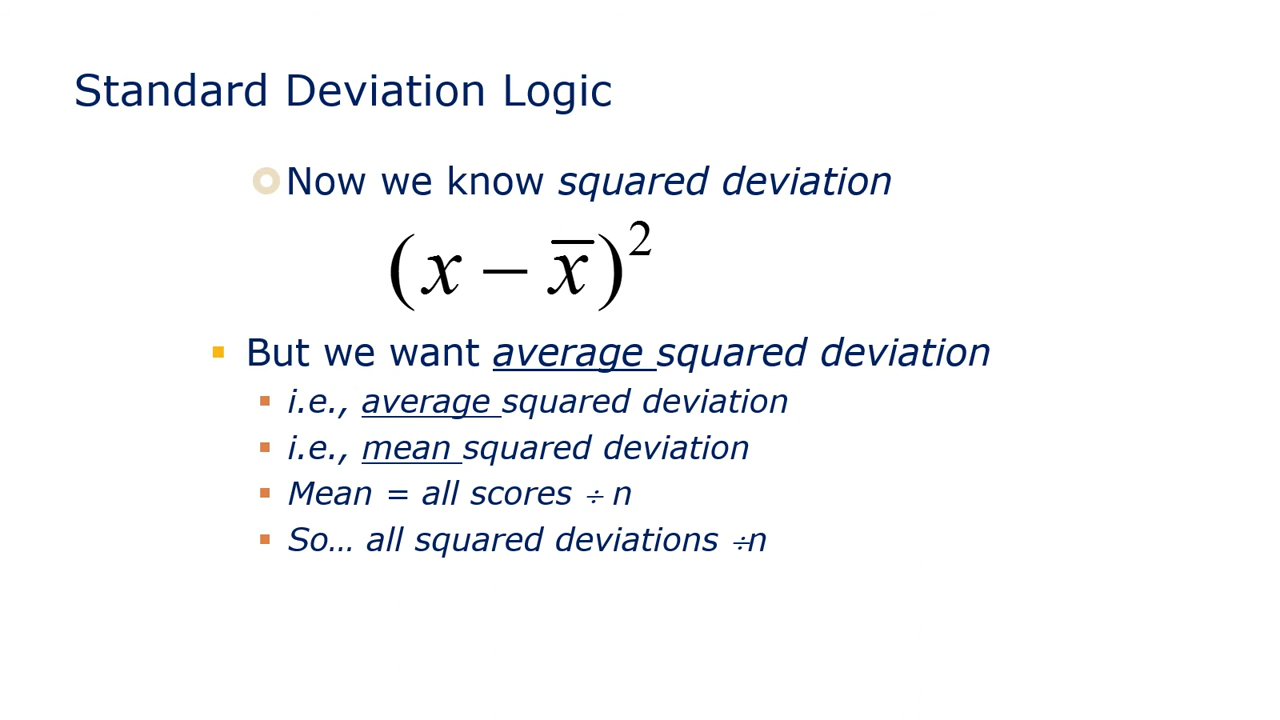 Standard Deviation Logic
Now we know squared deviation
(x − x̅)²
But we want average squared deviation
i.e., average squared deviation
i.e., mean squared deviation
Mean = all scores ÷ n
So… all squared deviations ÷n